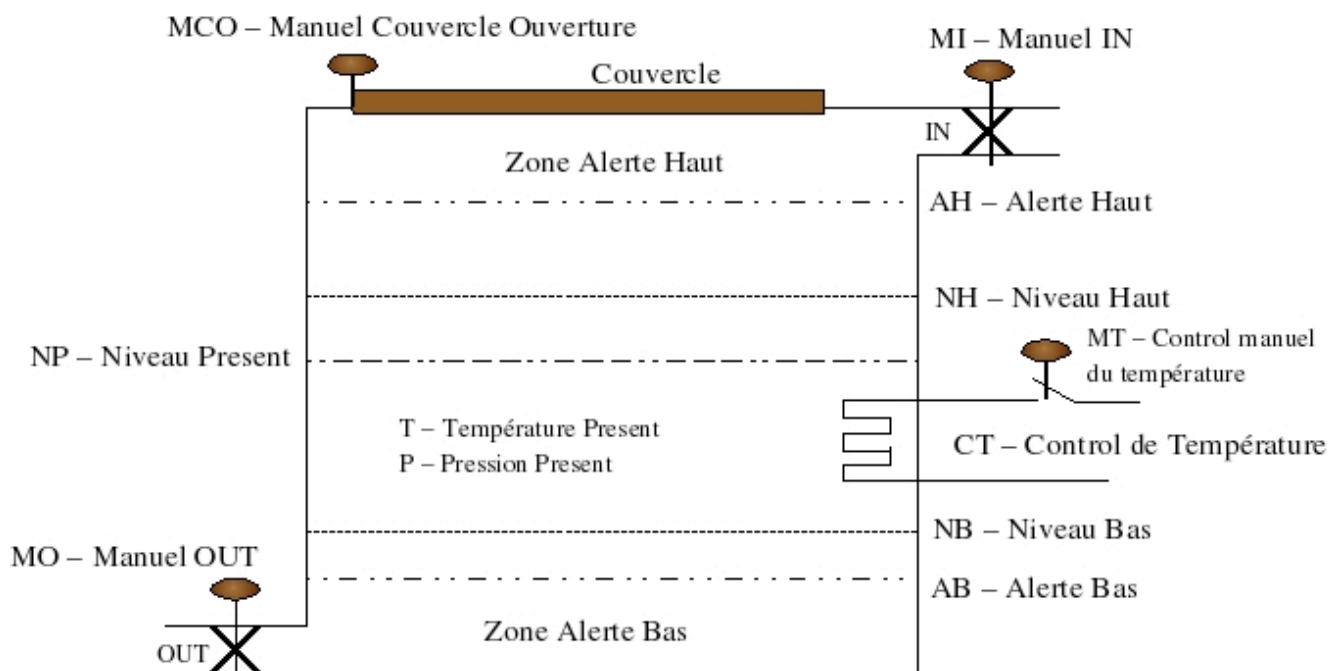 MCO – Manuel Couvercle Ouverture
MI – Manuel IN
Couvercle
IN
Zone Alerte Haut
AH – Alerte Haut
NH – Niveau Haut
MT – Control manuel
du température
NP – Niveau Present
T – Température Present
P – Pression Present
CT – Control de Température
NB – Niveau Bas
MO – Manuel OUT
AB – Alerte Bas
Zone Alerte Bas
OUT